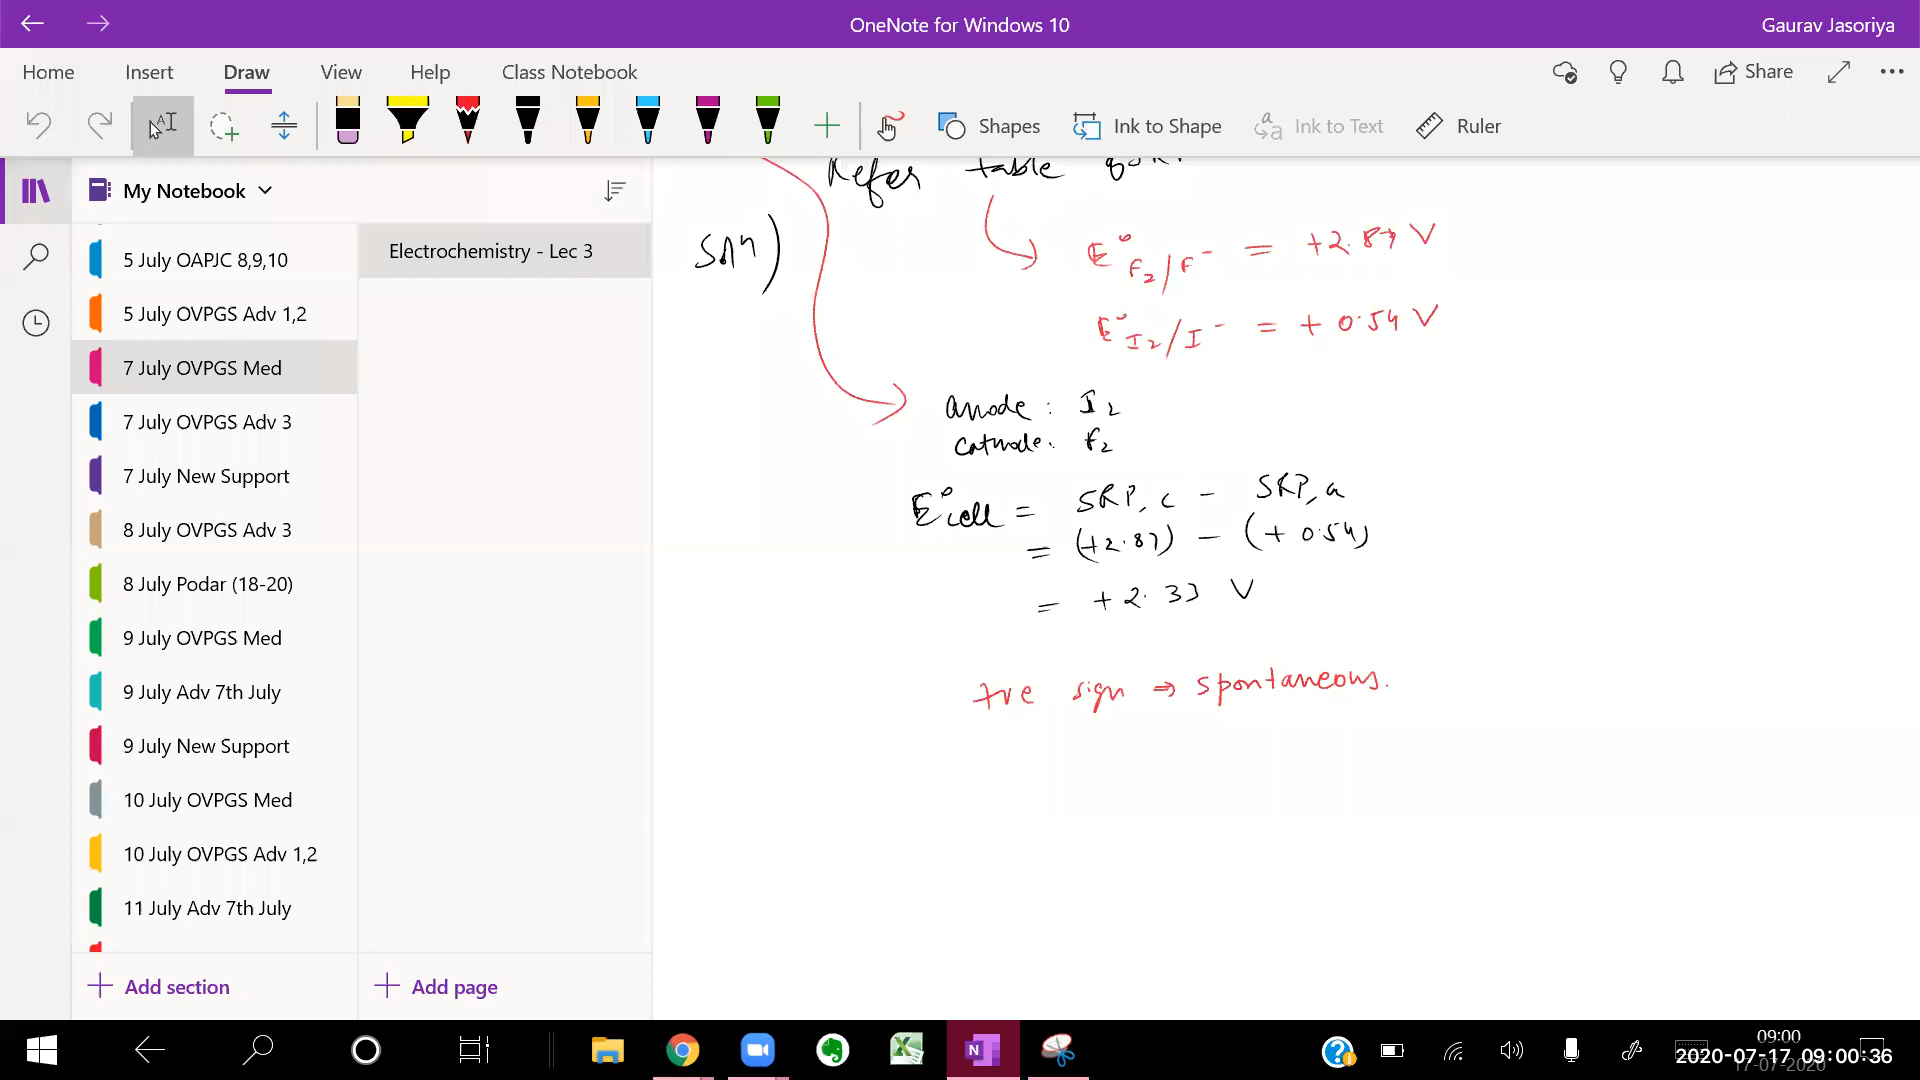 OneNote for Windows 10
Gaurav Jasoriya
Home Insert Draw View Help Class Notebook
Share
Shapes Ink to Shape Ink to Text Ruler
My Notebook
Electrochemistry - Lec 3
5 July OAPJC 8,9,10
5 July OVPGS Adv 1,2
7 July OVPGS Med
7 July OVPGS Adv 3
7 July New Support
8 July OVPGS Adv 3
8 July Podar (18-20)
9 July OVPGS Med
9 July Adv 7th July
9 July New Support
10 July OVPGS Med
10 July OVPGS Adv 1,2
11 July Adv 7th July
Add section
Add page
Refer table
Solⁿ)
E° F₂/F⁻ = +2.87 V
E° I₂/I⁻ = + 0.54 V
anode : I₂
cathode: F₂
E°cell = SRP, c - SRP, a
= (+2.87) - (+ 0.54)
= + 2.33 V
+ve sign ⇒ spontaneous.
09:00
2020-07-17 09:00:36
17-07-2020